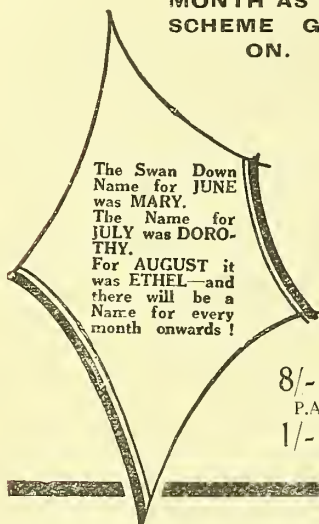 MONTH AS
SCHEME G
ON.
The Swan Down
Name for JUNE
was MARY.
The Name for
JULY was DORO-
THY.
For AUGUST it
was ETHEL—and
there will be a
Name for every
month onwards !
8/-
P.A
1/-